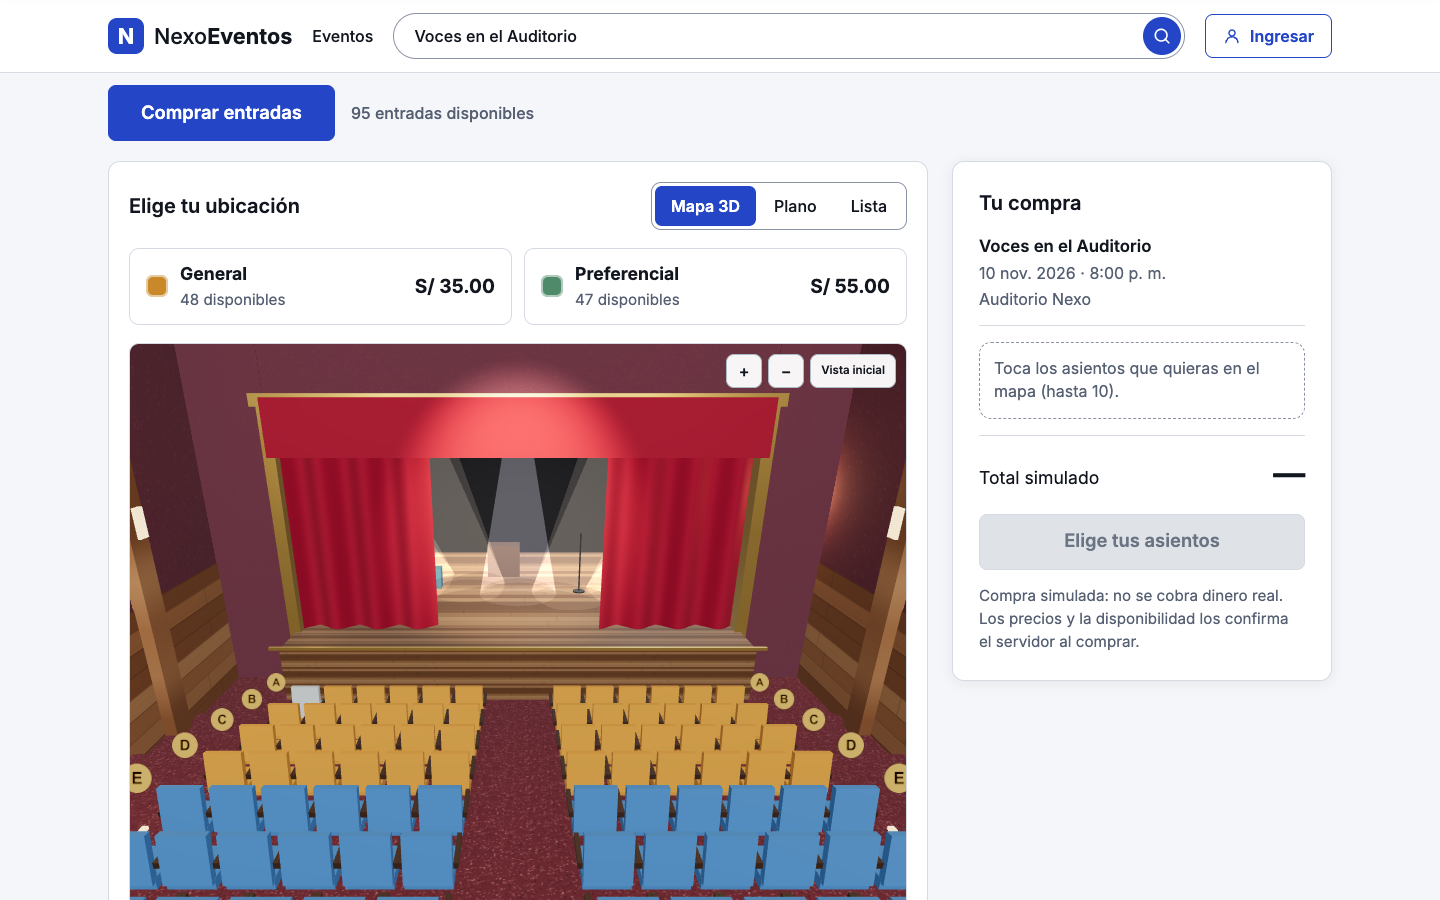 N NexoEventos Eventos Voces en el Auditorio Ingresar
Comprar entradas 95 entradas disponibles
Elige tu ubicación
Mapa 3D Plano Lista
General
48 disponibles
S/ 35.00
Preferencial
47 disponibles
S/ 55.00
+ − Vista inicial
A A
B B
C C
D D
E E
Tu compra
Voces en el Auditorio
10 nov. 2026 · 8:00 p. m.
Auditorio Nexo
Toca los asientos que quieras en el
mapa (hasta 10).
Total simulado —
Elige tus asientos
Compra simulada: no se cobra dinero real.
Los precios y la disponibilidad los confirma
el servidor al comprar.